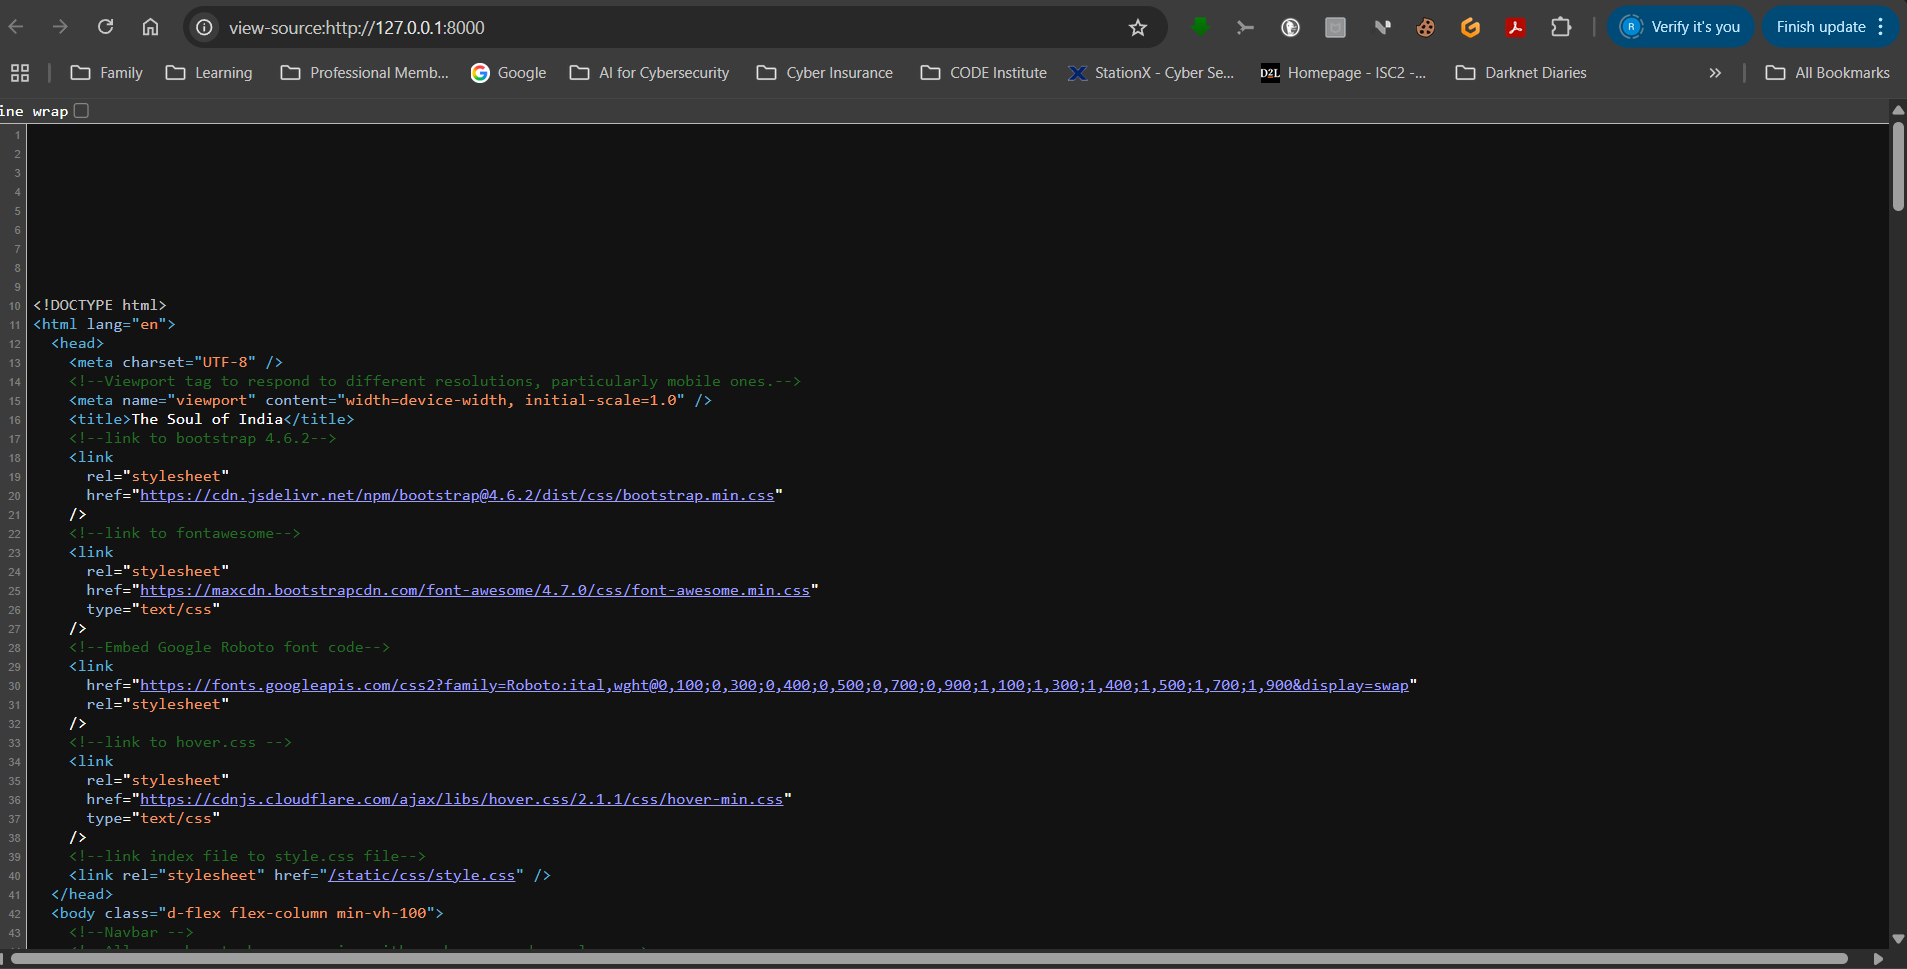 view-source:http://127.0.0.1:8000
R Verify it's you
Finish update
Family Learning Professional Memb... Google AI for Cybersecurity Cyber Insurance CODE Institute StationX - Cyber Se... D2L Homepage - ISC2 -... Darknet Diaries » All Bookmarks
ine wrap
1
2
3
4
5
6
7
8
9
10 <!DOCTYPE html>
11 <html lang="en">
12 <head>
13 <meta charset="UTF-8" />
14 <!--Viewport tag to respond to different resolutions, particularly mobile ones.-->
15 <meta name="viewport" content="width=device-width, initial-scale=1.0" />
16 <title>The Soul of India</title>
17 <!--link to bootstrap 4.6.2-->
18 <link
19 rel="stylesheet"
20 href="https://cdn.jsdelivr.net/npm/bootstrap@4.6.2/dist/css/bootstrap.min.css"
21 />
22 <!--link to fontawesome-->
23 <link
24 rel="stylesheet"
25 href="https://maxcdn.bootstrapcdn.com/font-awesome/4.7.0/css/font-awesome.min.css"
26 type="text/css"
27 />
28 <!--Embed Google Roboto font code-->
29 <link
30 href="https://fonts.googleapis.com/css2?family=Roboto:ital,wght@0,100;0,300;0,400;0,500;0,700;0,900;1,100;1,300;1,400;1,500;1,700;1,900&display=swap"
31 rel="stylesheet"
32 />
33 <!--link to hover.css -->
34 <link
35 rel="stylesheet"
36 href="https://cdnjs.cloudflare.com/ajax/libs/hover.css/2.1.1/css/hover-min.css"
37 type="text/css"
38 />
39 <!--link index file to style.css file-->
40 <link rel="stylesheet" href="/static/css/style.css" />
41 </head>
42 <body class="d-flex flex-column min-vh-100">
43 <!--Navbar -->